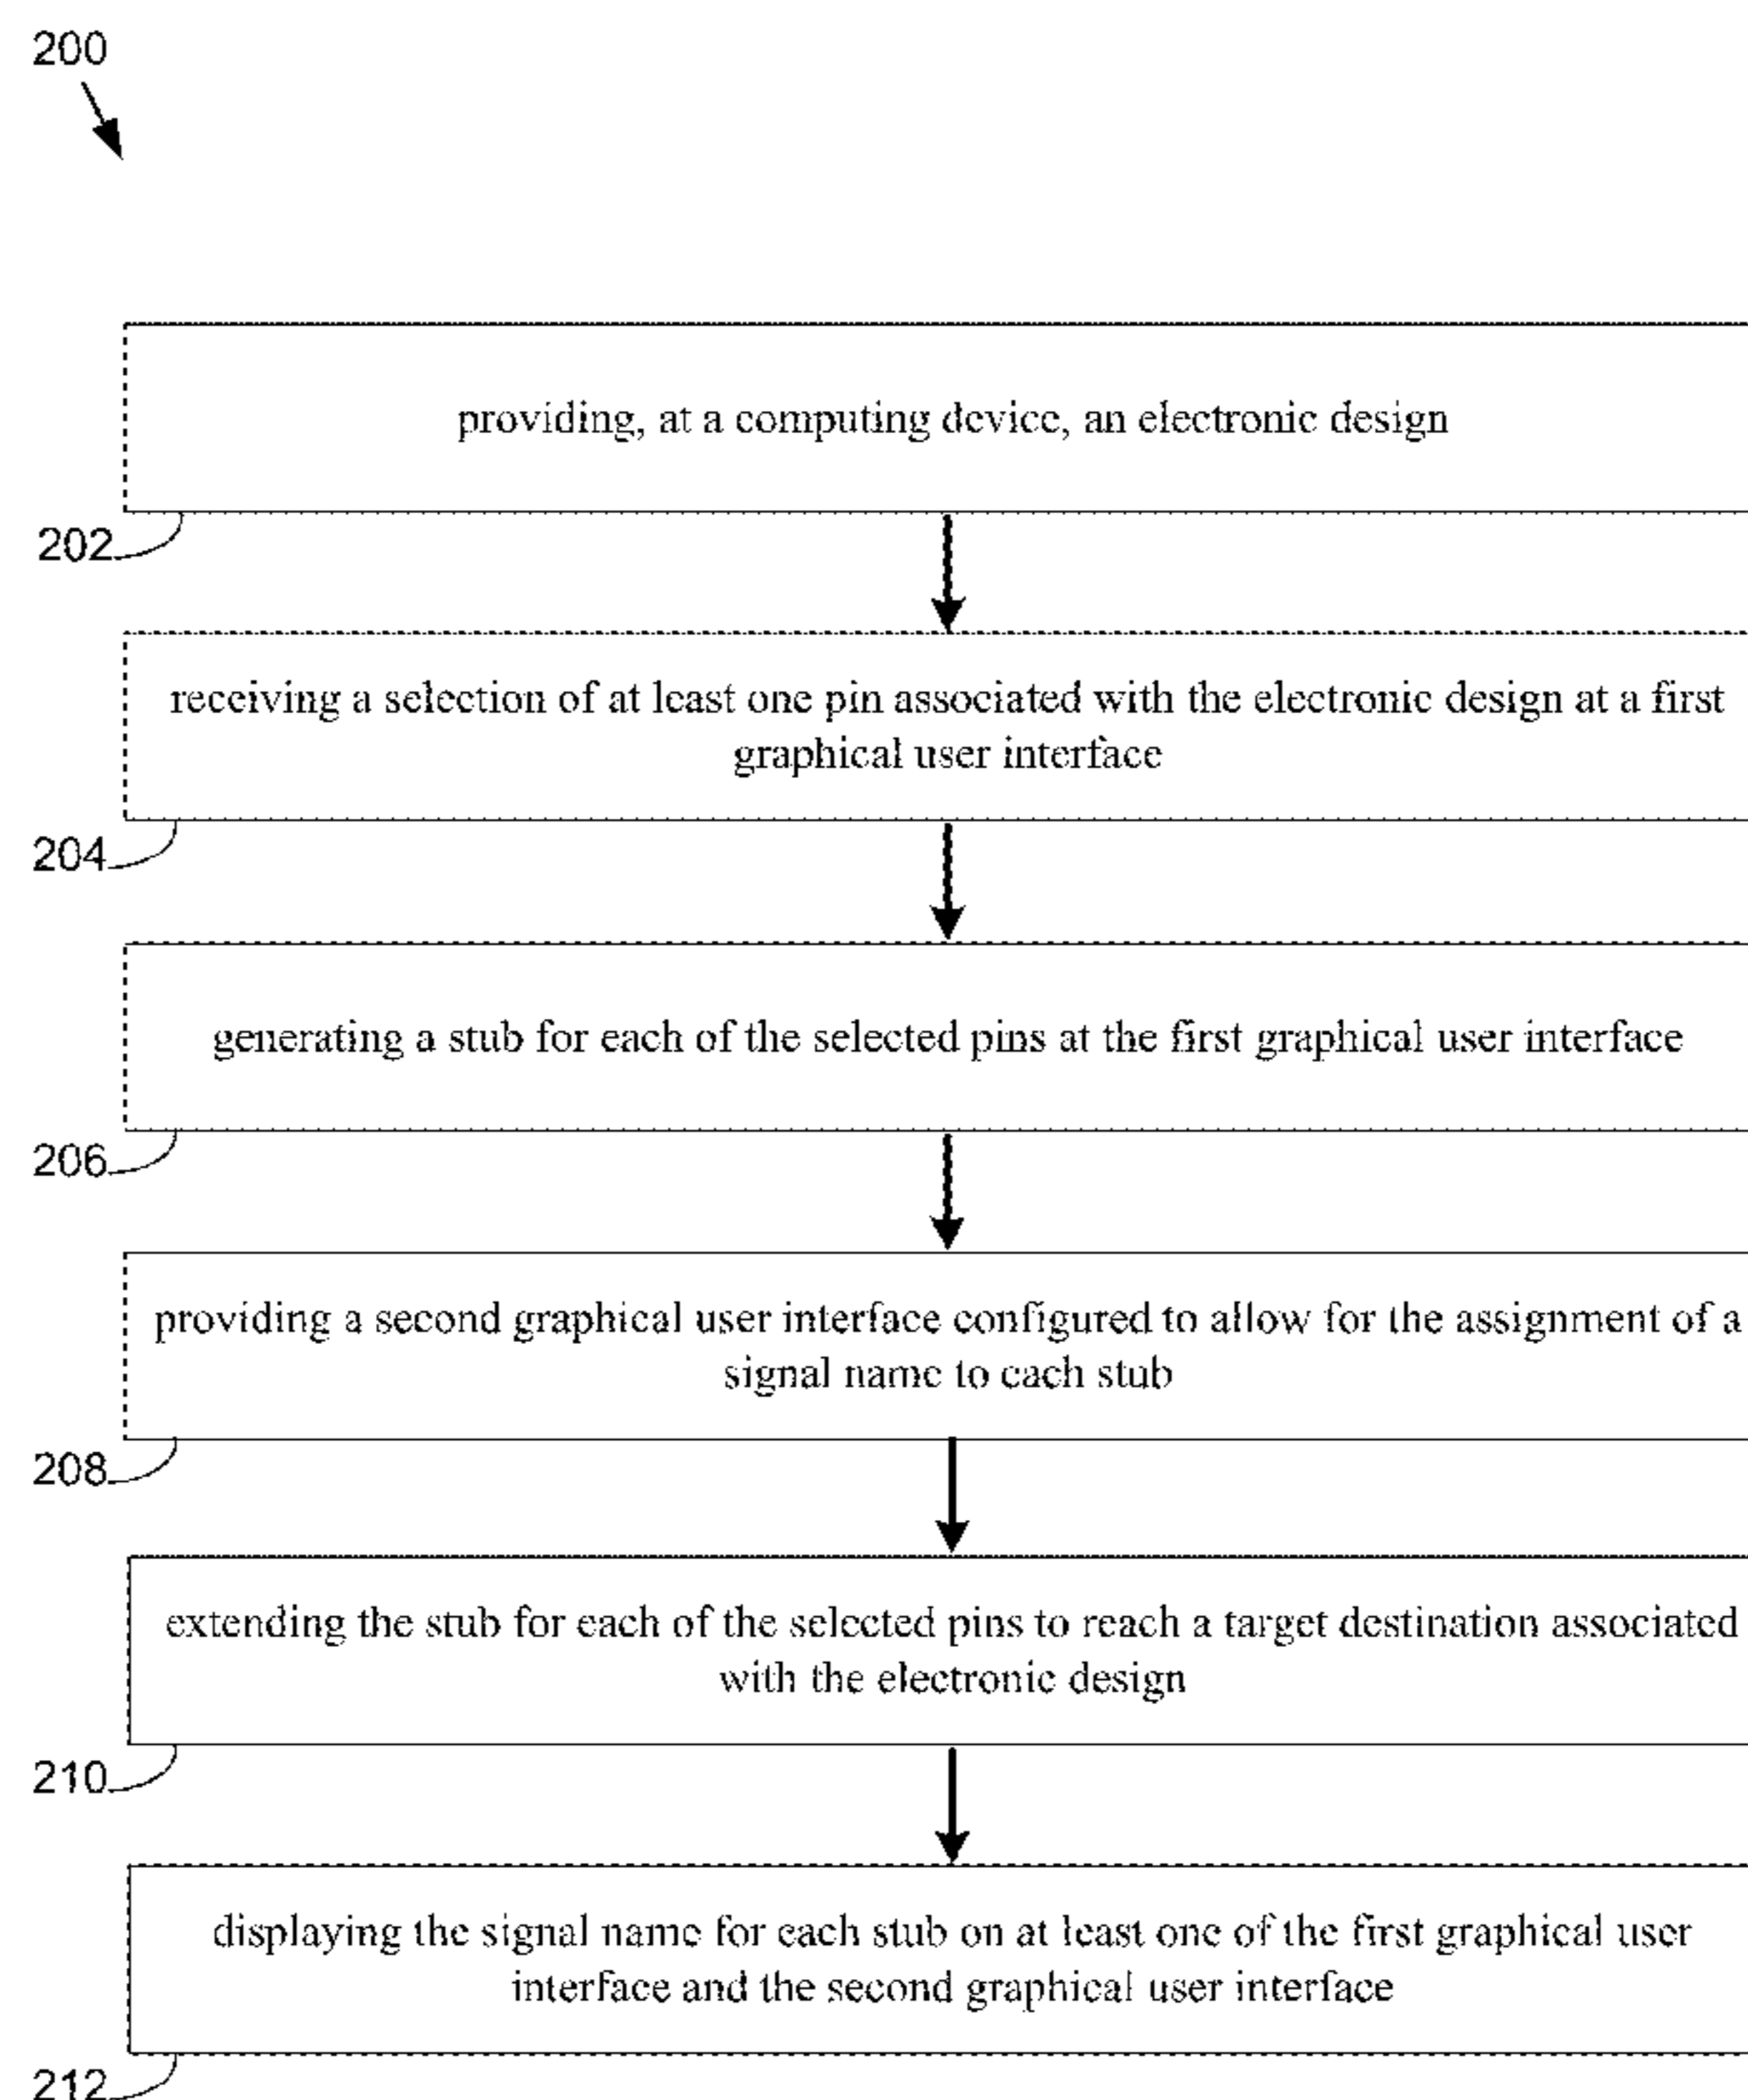 200
providing, at a computing device, an electronic design
202
receiving a selection of at least one pin associated with the electronic design at a first
graphical user interface
204
generating a stub for each of the selected pins at the first graphical user interface
206
providing a second graphical user interface configured to allow for the assignment of a
signal name to each stub
208
extending the stub for each of the selected pins to reach a target destination associated
with the electronic design
210
displaying the signal name for each stub on at least one of the first graphical user
interface and the second graphical user interface
212